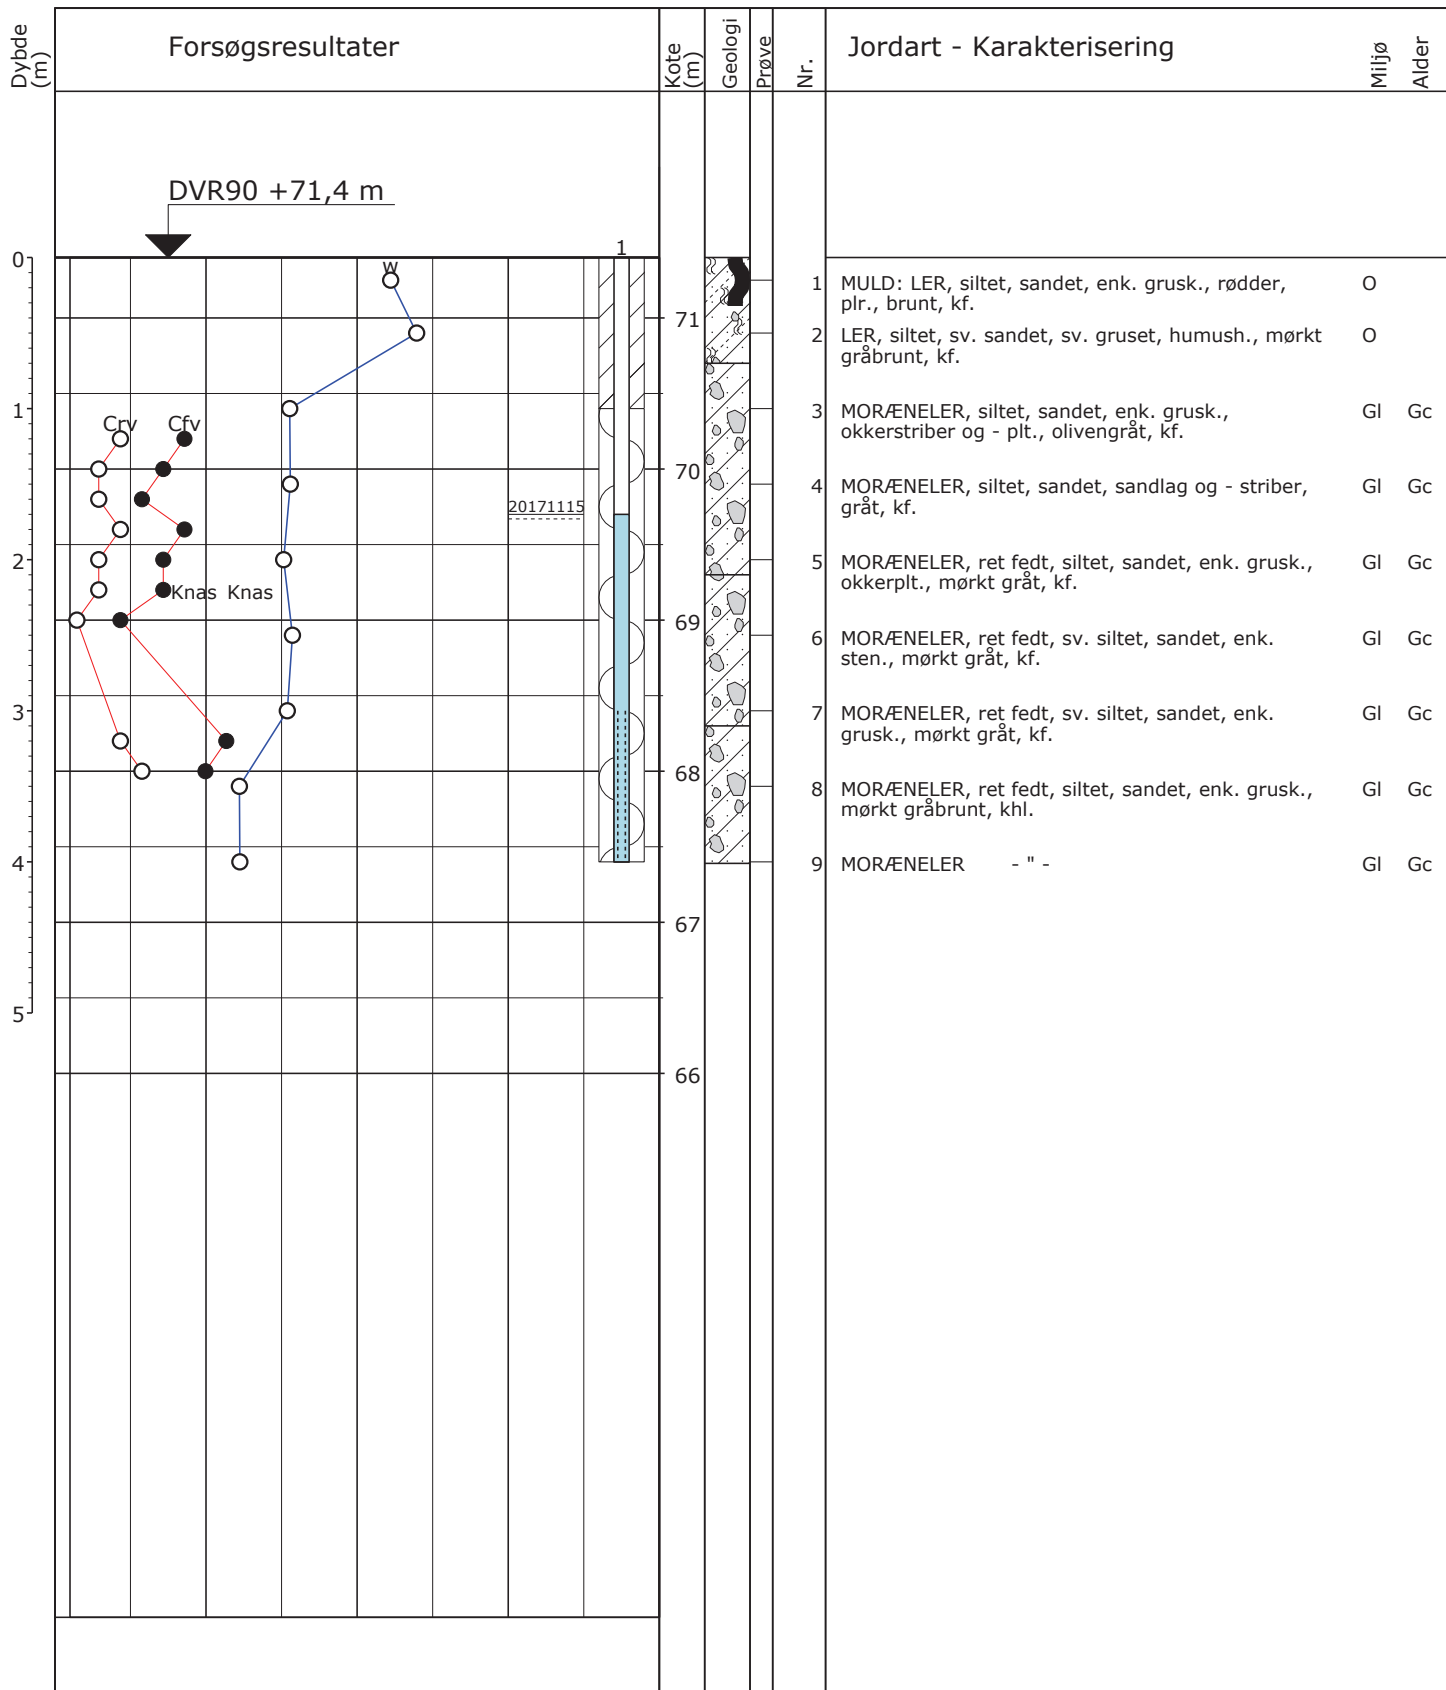 Dybde
(m)
Forsøgsresultater
Kote
(m)
Geologi
Prøve
Nr.
Jordart - Karakterisering
Miljø
Alder
DVR90 +71,4 m
0
1
2
3
4
5
1
w
Crv
Cfv
Knas Knas
20171115
71
70
69
68
67
66
1 MULD: LER, siltet, sandet, enk. grusk., rødder, O
plr., brunt, kf.
2 LER, siltet, sv. sandet, sv. gruset, humush., mørkt O
gråbrunt, kf.
3 MORÆNELER, siltet, sandet, enk. grusk., Gl Gc
okkerstriber og - plt., olivengråt, kf.
4 MORÆNELER, siltet, sandet, sandlag og - striber, Gl Gc
gråt, kf.
5 MORÆNELER, ret fedt, siltet, sandet, enk. grusk., Gl Gc
okkerplt., mørkt gråt, kf.
6 MORÆNELER, ret fedt, sv. siltet, sandet, enk. Gl Gc
sten., mørkt gråt, kf.
7 MORÆNELER, ret fedt, sv. siltet, sandet, enk. Gl Gc
grusk., mørkt gråt, kf.
8 MORÆNELER, ret fedt, siltet, sandet, enk. grusk., Gl Gc
mørkt gråbrunt, khl.
9 MORÆNELER - " - Gl Gc